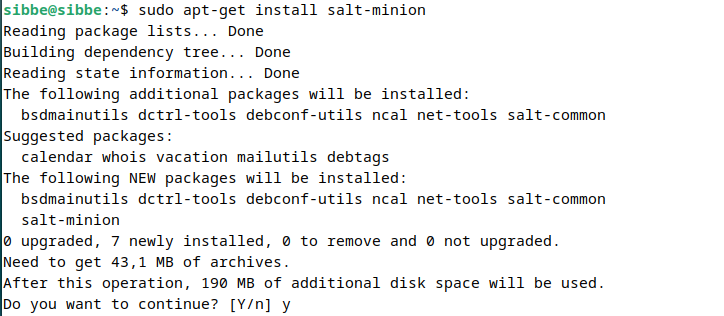 sibbe@sibbe:~$ sudo apt-get install salt-minion
Reading package lists... Done
Building dependency tree... Done
Reading state information... Done
The following additional packages will be installed:
  bsdmainutils dctrl-tools debconf-utils ncal net-tools salt-common
Suggested packages:
  calendar whois vacation mailutils debtags
The following NEW packages will be installed:
  bsdmainutils dctrl-tools debconf-utils ncal net-tools salt-common
  salt-minion
0 upgraded, 7 newly installed, 0 to remove and 0 not upgraded.
Need to get 43,1 MB of archives.
After this operation, 190 MB of additional disk space will be used.
Do you want to continue? [Y/n] y